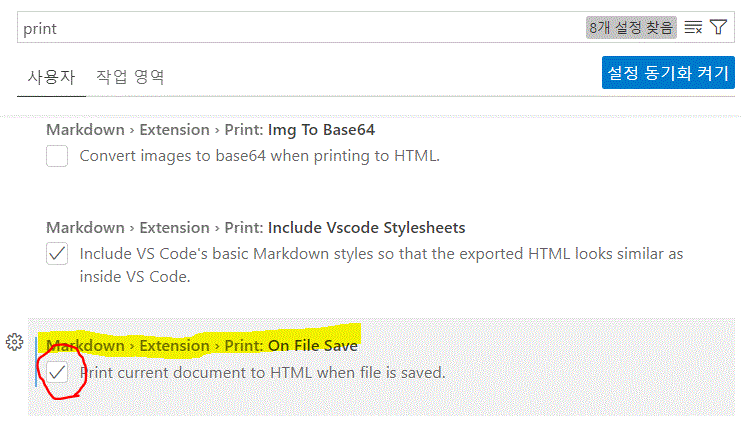 print
8개 설정 찾음
사용자 작업 영역
설정 동기화 켜기
Markdown › Extension › Print: Img To Base64
Convert images to base64 when printing to HTML.
Markdown › Extension › Print: Include Vscode Stylesheets
Include VS Code's basic Markdown styles so that the exported HTML looks similar as
inside VS Code.
Markdown › Extension › Print: On File Save
Print current document to HTML when file is saved.